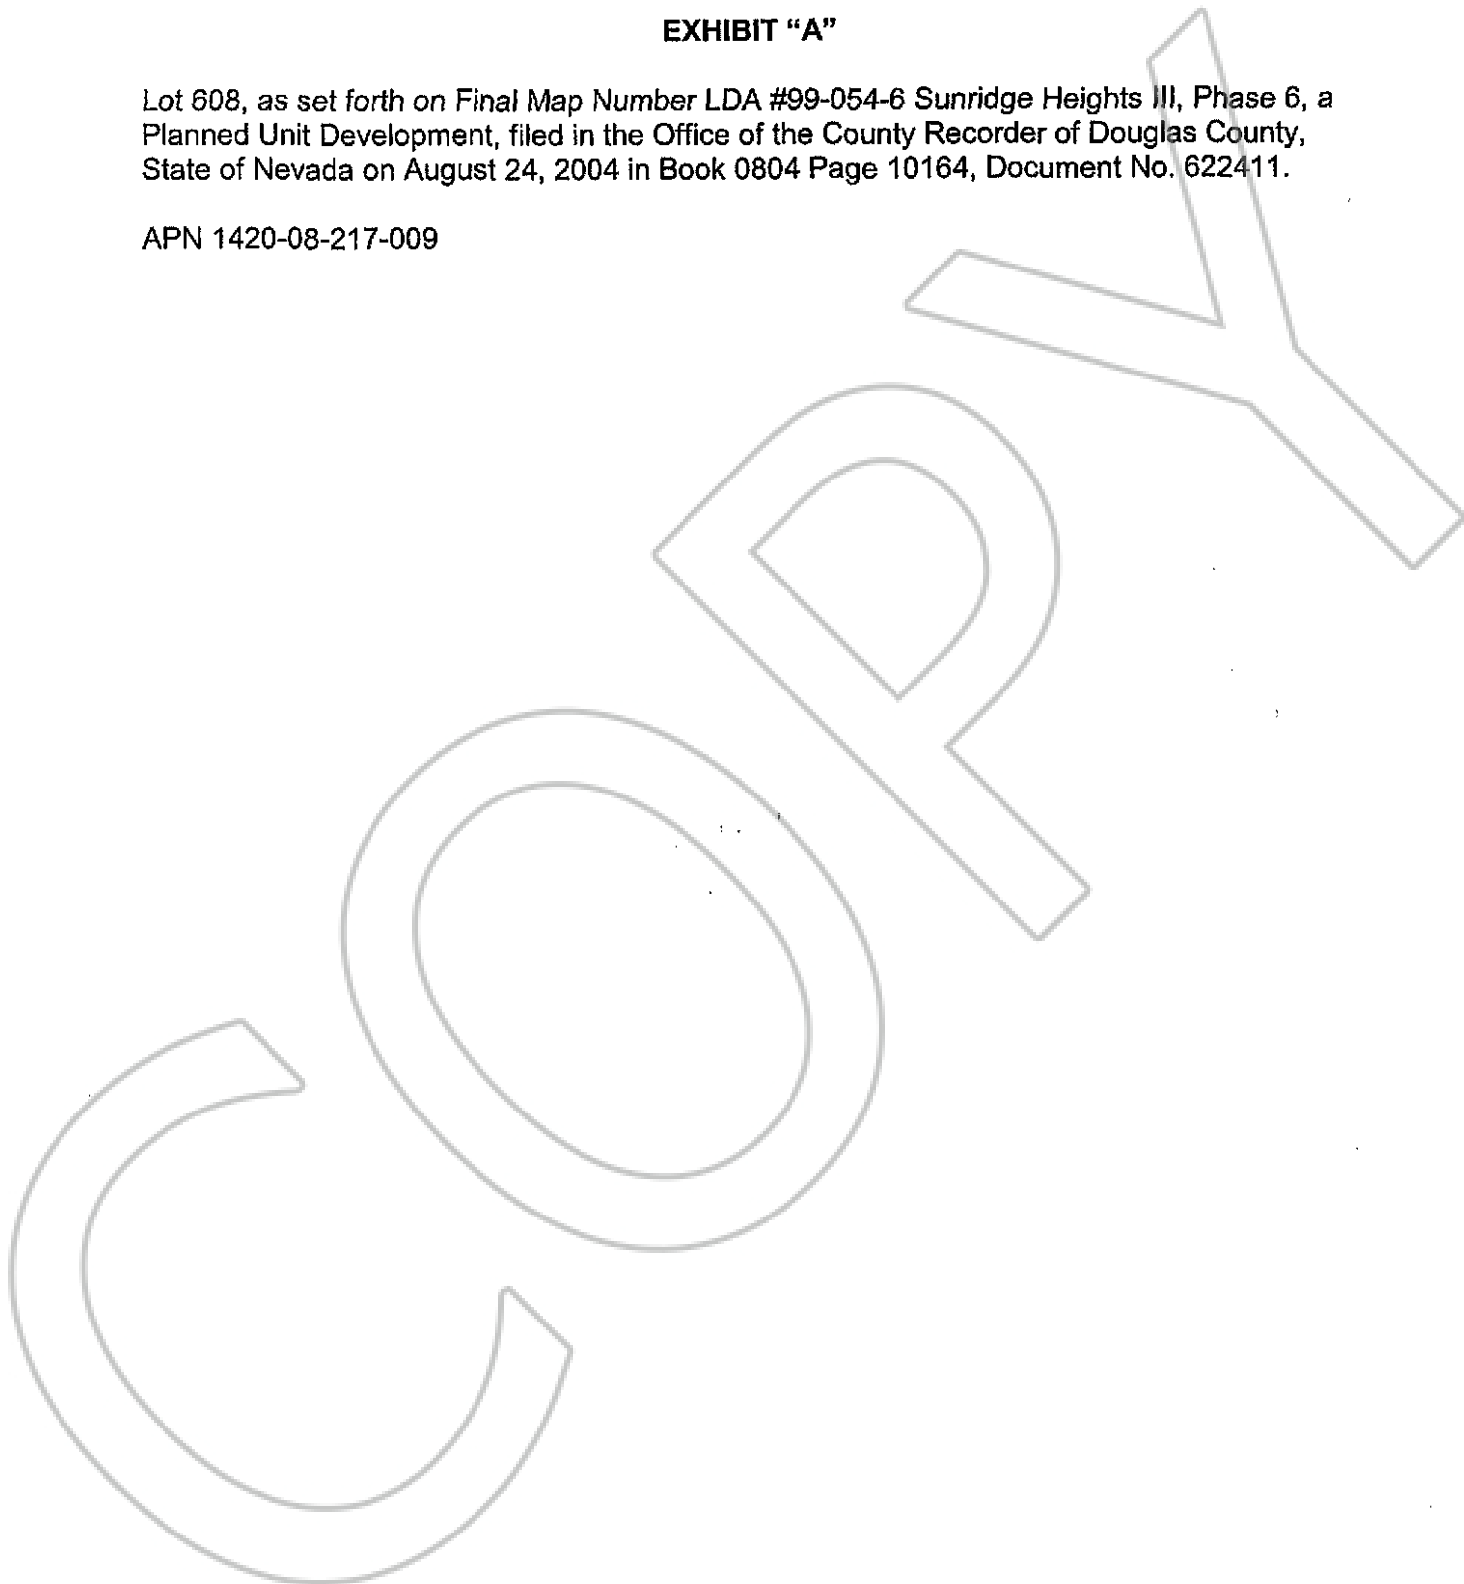 EXHIBIT “A”
Lot 608, as set forth on Final Map Number LDA #99-054-6 Sunridge Heights III, Phase 6, a
Planned Unit Development, filed in the Office of the County Recorder of Douglas County,
State of Nevada on August 24, 2004 in Book 0804 Page 10164, Document No. 622411.
APN 1420-08-217-009
COPY